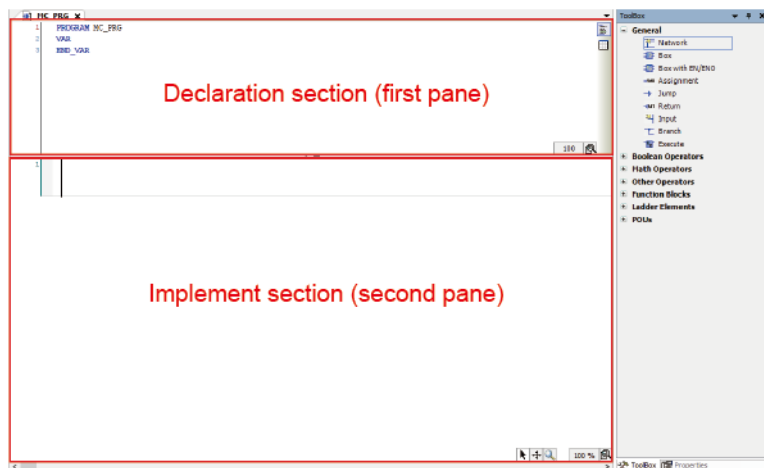 MC_PRG X
1 PROGRAM MC_PRG
2 VAR
3 END_VAR
Declaration section (first pane)
100
1
Implement section (second pane)
100 %
ToolBox
General
Network
Box
Box with EN/ENO
Assignment
Jump
Return
Input
Branch
Execute
Boolean Operators
Math Operators
Other Operators
Function Blocks
Ladder Elements
POUs
ToolBox Properties